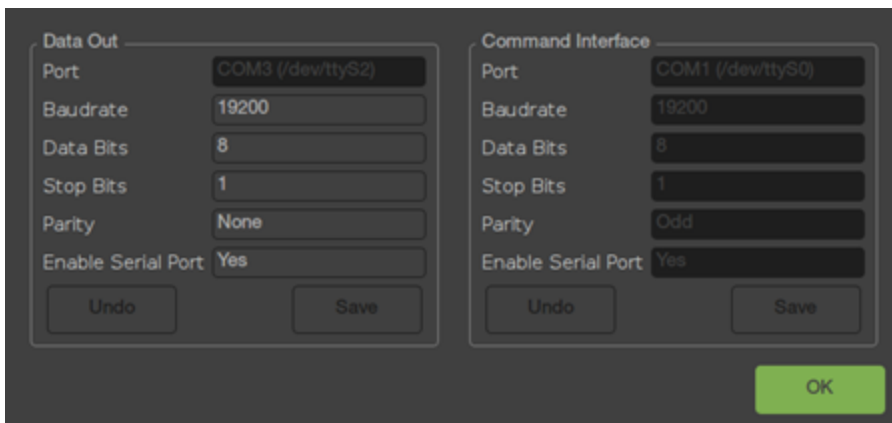 Data Out
Port COM3 (/dev/ttyS2)
Baudrate 19200
Data Bits 8
Stop Bits 1
Parity None
Enable Serial Port Yes
Undo Save
Command Interface
Port COM1 (/dev/ttyS0)
Baudrate 19200
Data Bits 8
Stop Bits 1
Parity Odd
Enable Serial Port Yes
Undo Save
OK